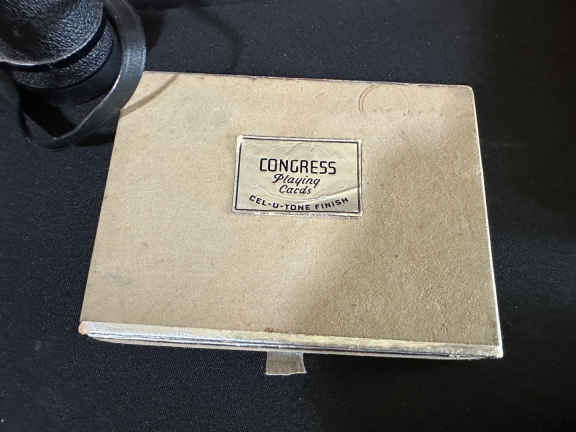 CONGRESS
Playing
Cards
CEL-U-TONE FINISH